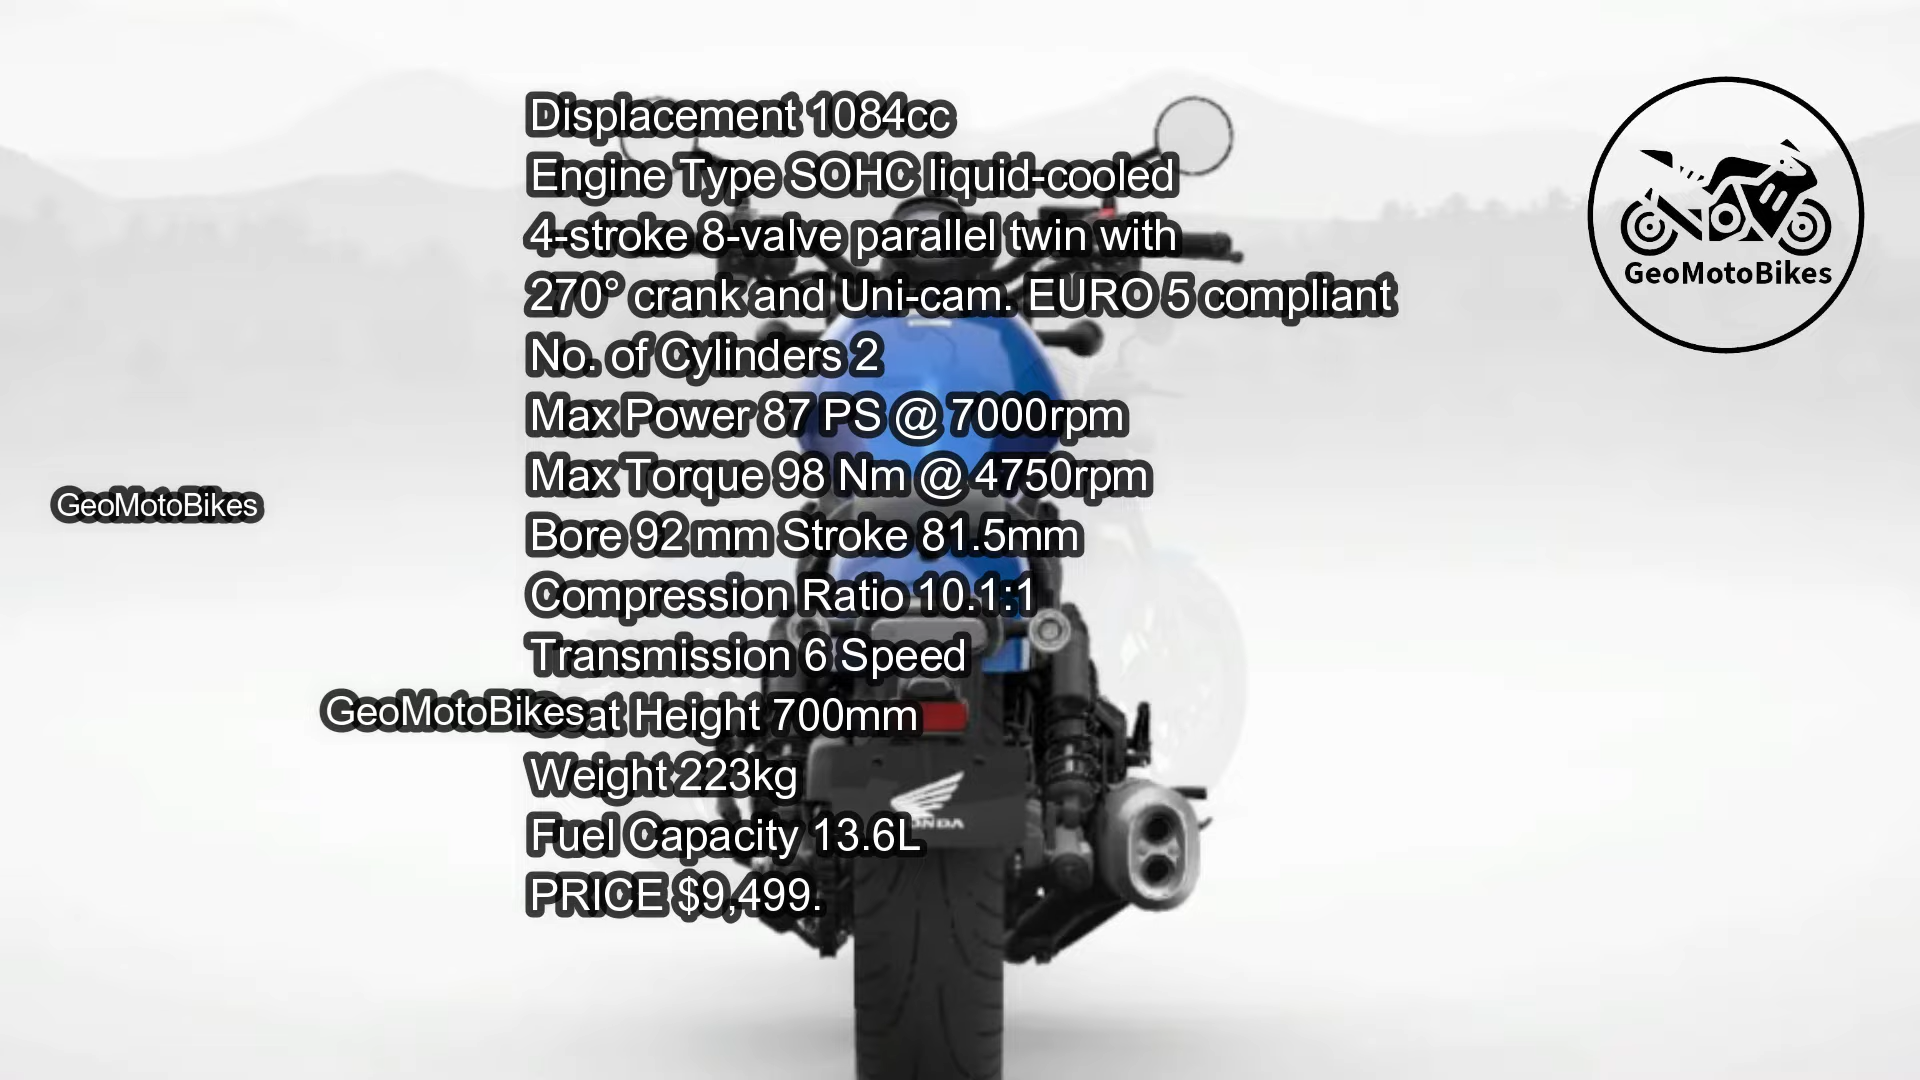 Displacement 1084cc
Engine Type SOHC liquid-cooled
4-stroke 8-valve parallel twin with
270° crank and Uni-cam. EURO 5 compliant
No. of Cylinders 2
Max Power 87 PS @ 7000rpm
Max Torque 98 Nm @ 4750rpm
Bore 92 mm Stroke 81.5mm
Compression Ratio 10.1:1
Transmission 6 Speed
at Height 700mm
Weight 223kg
Fuel Capacity 13.6L
PRICE $9,499.
GeoMotoBikes
GeoMotoBikes
GeoMotoBikes